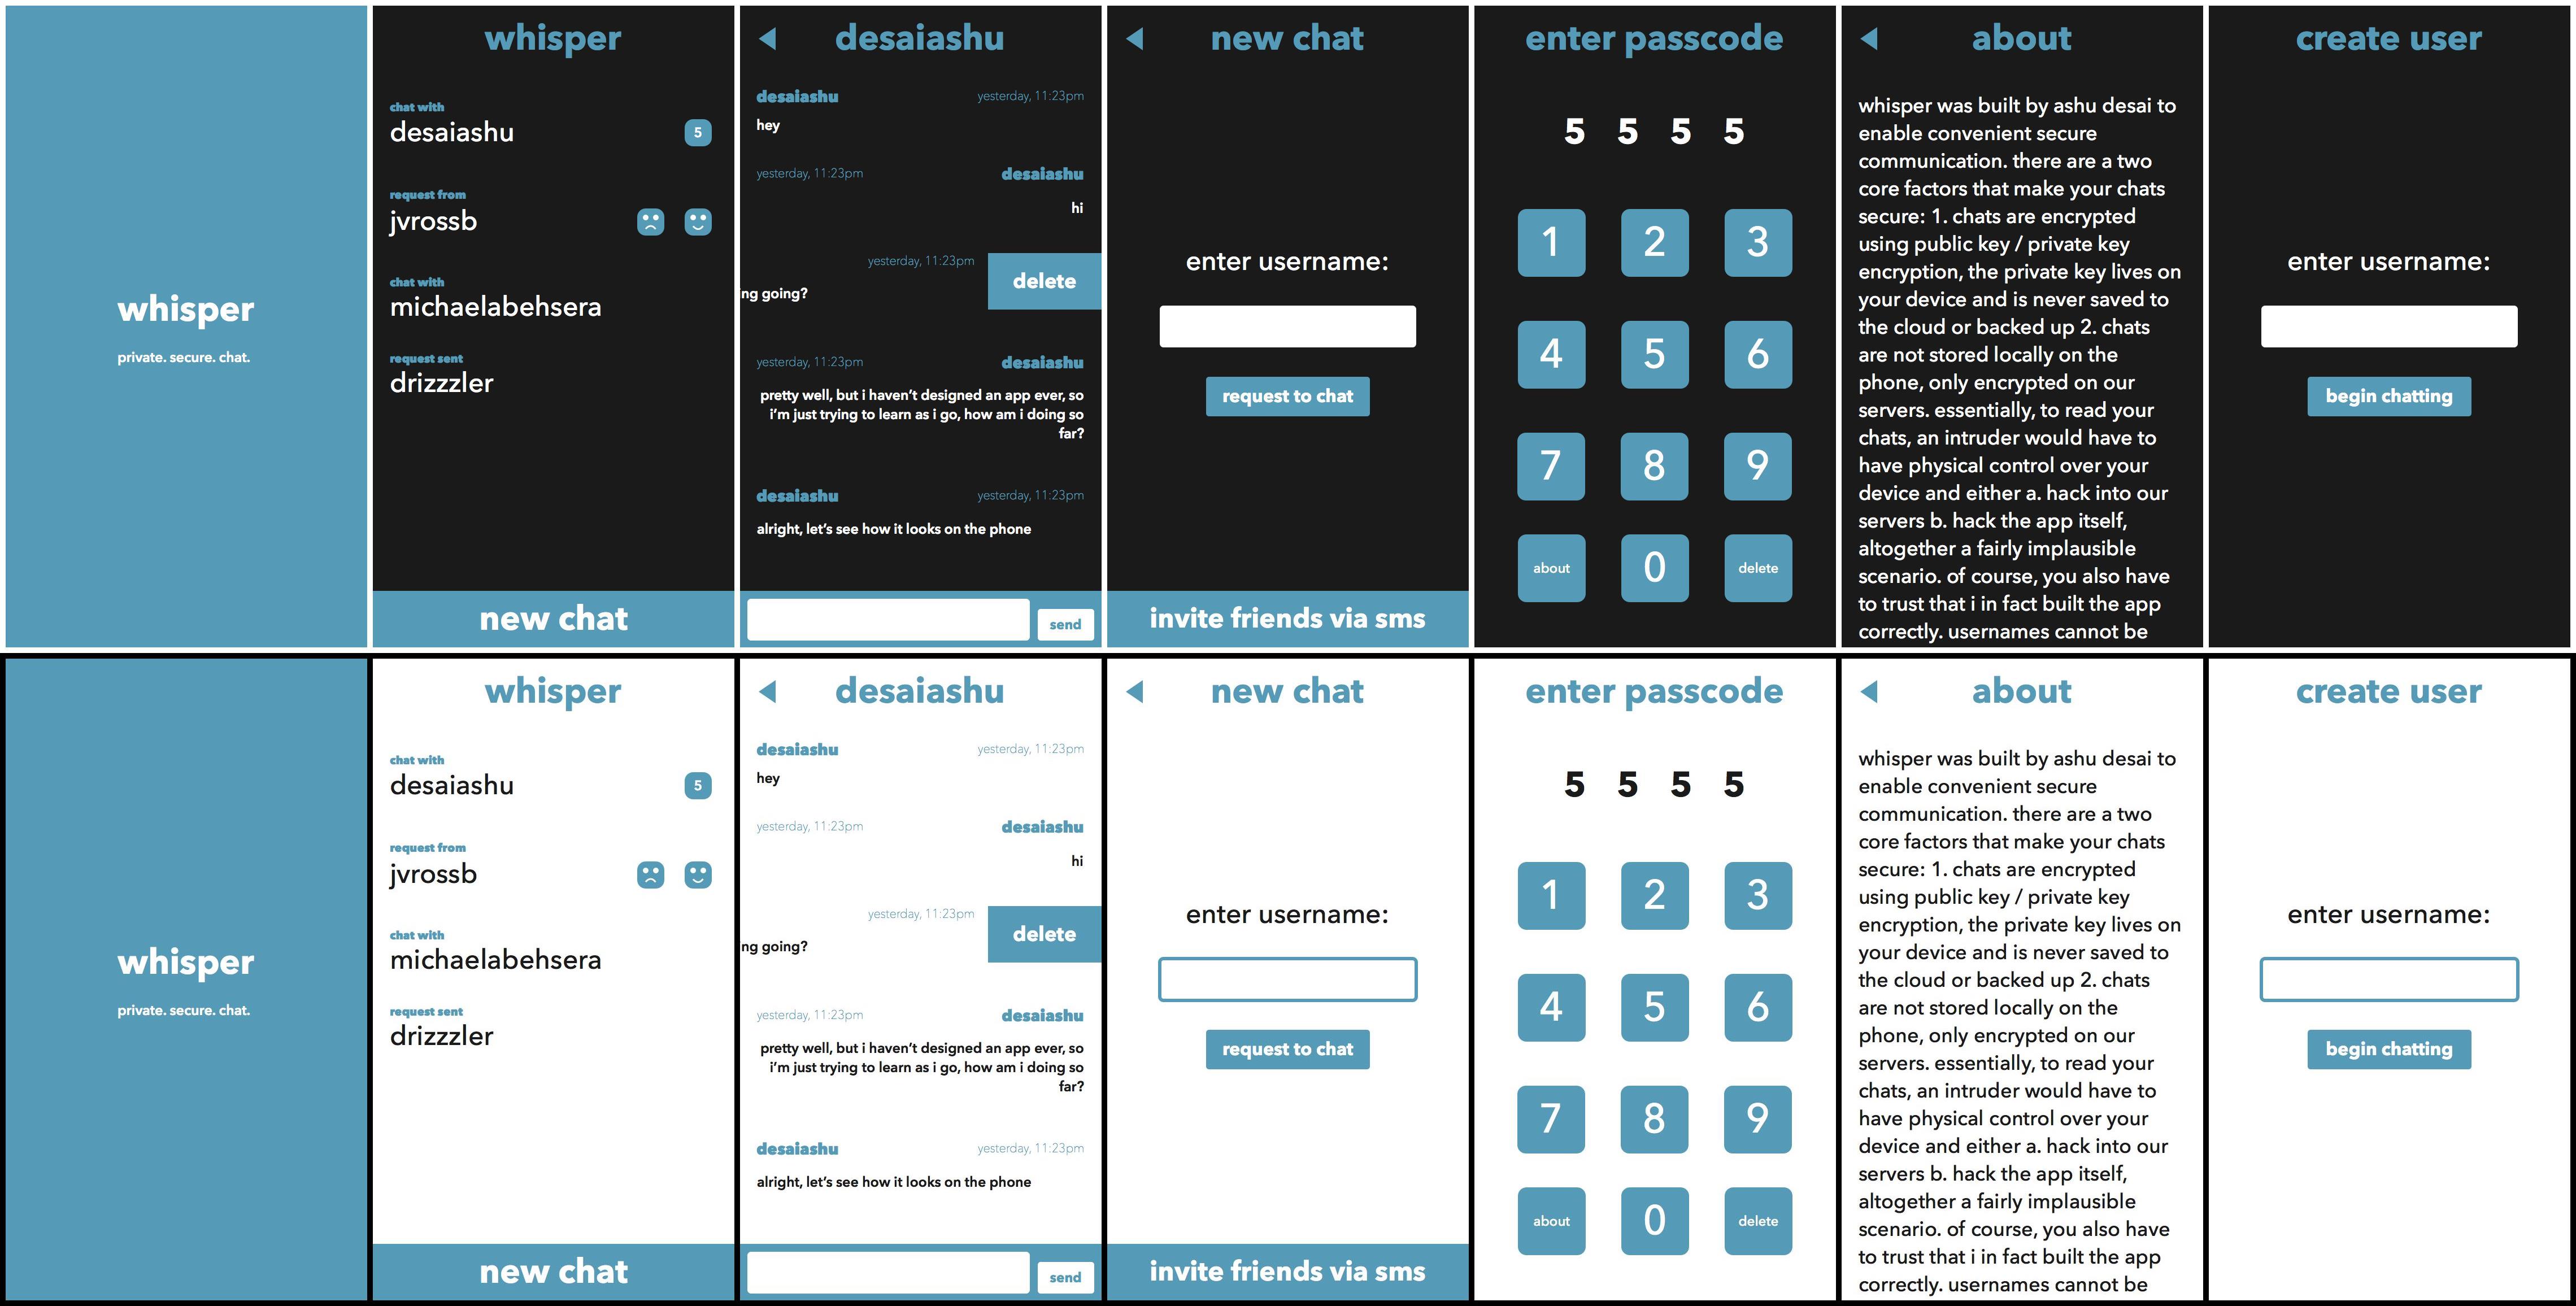 whisper
private. secure. chat.
whisper
chat with
desaiashu
5
request from
jvrossb
chat with
michaelabehsera
request sent
drizzzler
new chat
desaiashu
desaiashu yesterday, 11:23pm
hey
yesterday, 11:23pm desaiashu
hi
yesterday, 11:23pm
ng going?
delete
yesterday, 11:23pm desaiashu
pretty well, but i haven't designed an app ever, so
i'm just trying to learn as i go, how am i doing so
far?
desaiashu yesterday, 11:23pm
alright, let's see how it looks on the phone
send
new chat
enter username:
request to chat
invite friends via sms
enter passcode
5 5 5 5
1 2 3
4 5 6
7 8 9
about 0 delete
about
whisper was built by ashu desai to
enable convenient secure
communication. there are a two
core factors that make your chats
secure: 1. chats are encrypted
using public key / private key
encryption, the private key lives on
your device and is never saved to
the cloud or backed up 2. chats
are not stored locally on the
phone, only encrypted on our
servers. essentially, to read your
chats, an intruder would have to
have physical control over your
device and either a. hack into our
servers b. hack the app itself,
altogether a fairly implausible
scenario. of course, you also have
to trust that i in fact built the app
correctly. usernames cannot be
create user
enter username:
begin chatting
whisper
private. secure. chat.
whisper
chat with
desaiashu
5
request from
jvrossb
chat with
michaelabehsera
request sent
drizzzler
new chat
desaiashu
desaiashu yesterday, 11:23pm
hey
yesterday, 11:23pm desaiashu
hi
yesterday, 11:23pm
ng going?
delete
yesterday, 11:23pm desaiashu
pretty well, but i haven't designed an app ever, so
i'm just trying to learn as i go, how am i doing so
far?
desaiashu yesterday, 11:23pm
alright, let's see how it looks on the phone
send
new chat
enter username:
request to chat
invite friends via sms
enter passcode
5 5 5 5
1 2 3
4 5 6
7 8 9
about 0 delete
about
whisper was built by ashu desai to
enable convenient secure
communication. there are a two
core factors that make your chats
secure: 1. chats are encrypted
using public key / private key
encryption, the private key lives on
your device and is never saved to
the cloud or backed up 2. chats
are not stored locally on the
phone, only encrypted on our
servers. essentially, to read your
chats, an intruder would have to
have physical control over your
device and either a. hack into our
servers b. hack the app itself,
altogether a fairly implausible
scenario. of course, you also have
to trust that i in fact built the app
correctly. usernames cannot be
create user
enter username:
begin chatting